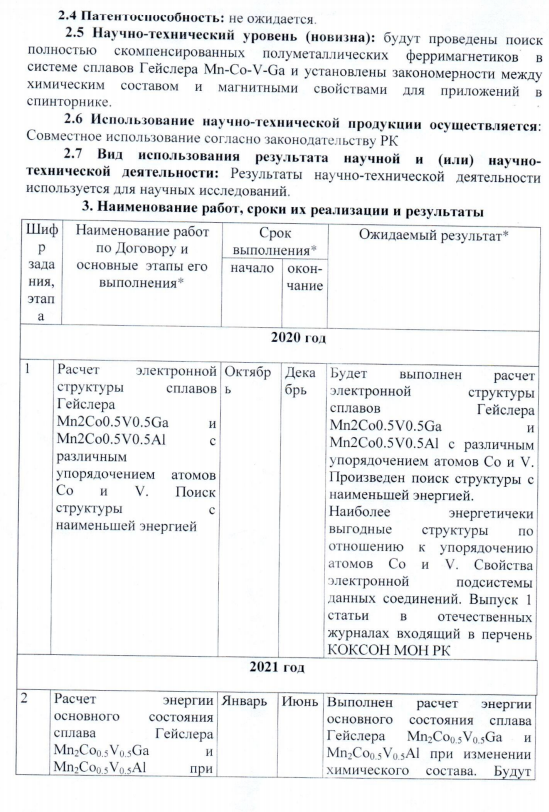 2.4 Патентоспособность: не ожидается.
2.5 Научно-технический уровень (новизна): будут проведены поиск
полностью скомпенсированных полуметаллических ферримагнетиков в
системе сплавов Гейслера Mn-Co-V-Ga и установлены закономерности между
химическим составом и магнитными свойствами для приложений в
спинторнике.
2.6 Использование научно-технической продукции осуществляется:
Совместное использование согласно законодательству РК
2.7 Вид использования результата научной и (или) научно-
технической деятельности: Результаты научно-технической деятельности
используется для научных исследований.
3. Наименование работ, сроки их реализации и результаты
Шиф
р
зада
ния,
этап
а
Наименование работ
по Договору и
основные этапы его
выполнения*
Срок
выполнения*
начало
окон-
чание
Ожидаемый результат*
2020 год
1
Расчет электронной
структуры сплавов
Гейслера
Mn2Co0.5V0.5Ga и
Mn2Co0.5V0.5Al с
различным
упорядочением атомов
Co и V. Поиск
структуры с
наименьшей энергией
Октябр
ь
Дека
брь
Будет выполнен расчет
электронной структуры
сплавов Гейслера
Mn2Co0.5V0.5Ga и
Mn2Co0.5V0.5Al с различным
упорядочением атомов Co и V.
Произведен поиск структуры с
наименьшей энергией.
Наиболее энергетичеки
выгодные структуры по
отношению к упорядочению
атомов Co и V. Свойства
электронной подсистемы
данных соединений. Выпуск 1
статьи в отечественных
журналах входящий в перечень
КОКСОН МОН РК
2021 год
2
Расчет энергии
основного состояния
сплава Гейслера
Mn₂Co₀.₅V₀.₅Ga и
Mn₂Co₀.₅V₀.₅Al при
Январь
Июнь
Выполнен расчет энергии
основного состояния сплава
Гейслера Mn₂Co₀.₅V₀.₅Ga и
Mn₂Co₀.₅V₀.₅Al при изменении
химического состава. Будут